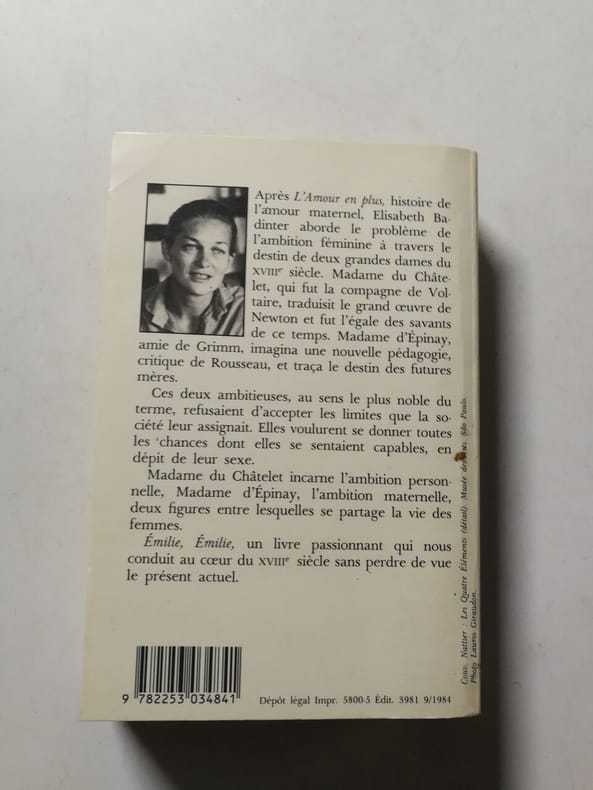 Après L'Amour en plus, histoire de
l'amour maternel, Elisabeth Ba-
dinter aborde le problème de
l'ambition féminine à travers le
destin de deux grandes dames du
XVIIIᵉ siècle. Madame du Châte-
let, qui fut la compagne de Vol-
taire, traduisit le grand œuvre de
Newton et fut l'égale des savants
de ce temps. Madame d'Épinay,
amie de Grimm, imagina une nouvelle pédagogie,
critique de Rousseau, et traça le destin des futures
mères.
Ces deux ambitieuses, au sens le plus noble du
terme, refusaient d'accepter les limites que la so-
ciété leur assignait. Elles voulurent se donner toutes
les chances dont elles se sentaient capables, en
dépit de leur sexe.
Madame du Châtelet incarne l'ambition person-
nelle, Madame d'Épinay, l'ambition maternelle,
deux figures entre lesquelles se partage la vie des
femmes.
Émilie, Émilie, un livre passionnant qui nous
conduit au cœur du XVIIIᵉ siècle sans perdre de vue
le présent actuel.
Couv. Nattier : Les Quatre Éléments (détail). Musée des São Paulo.
Photo Lauros Giraudon.
9 782253 034841
Dépôt légal Impr. 5800-5 Édit. 3981 9/1984